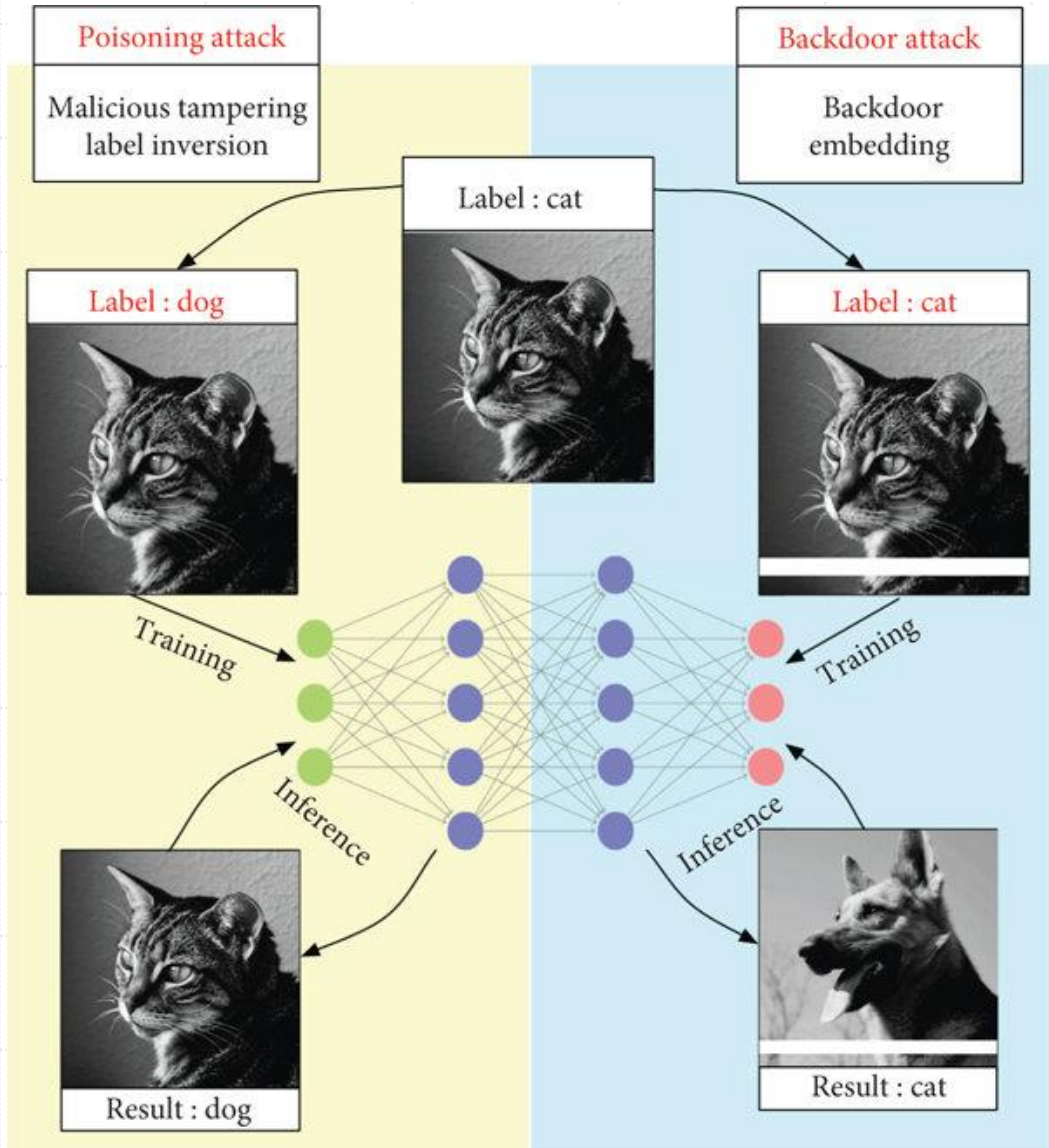 Poisoning attack
Malicious tampering
label inversion
Backdoor attack
Backdoor
embedding
Label : cat
Label : dog
Label : cat
Training
Training
Inference
Inference
Result : dog
Result : cat